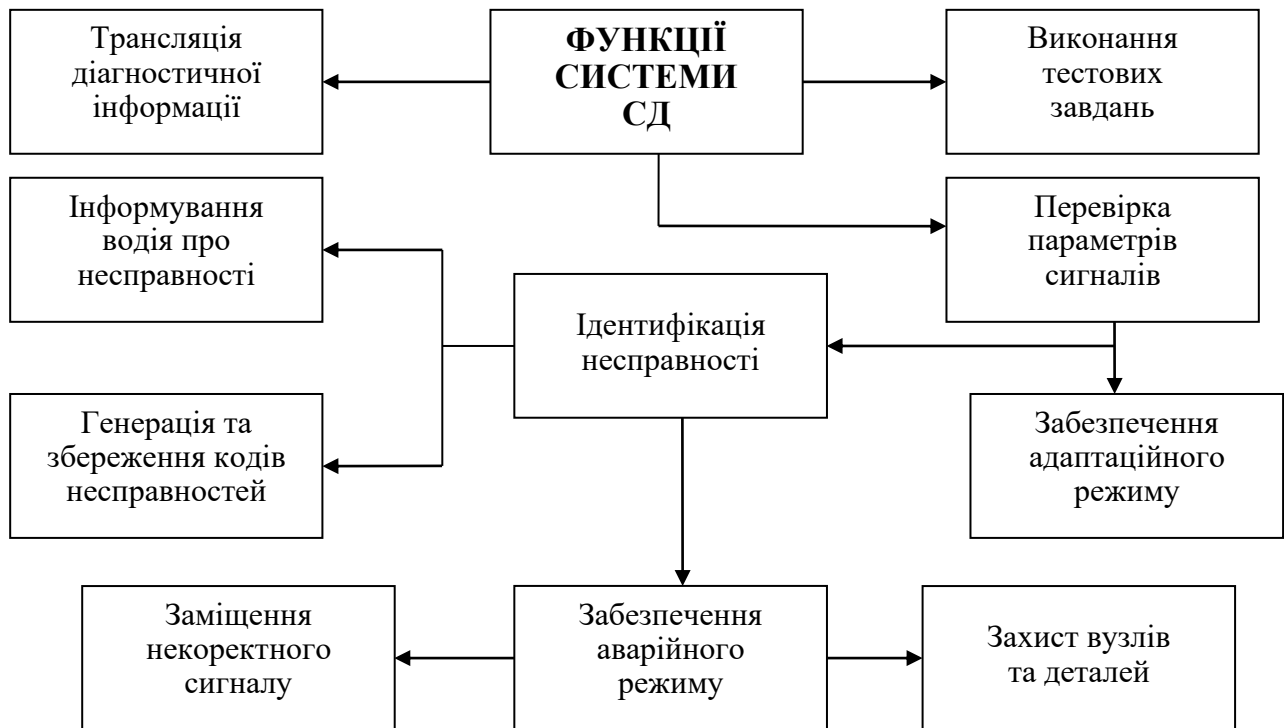 Трансляція
діагностичної
інформації
ФУНКЦІЇ
СИСТЕМИ
СД
Виконання
тестових
завдань
Інформування
водія про
несправності
Перевірка
параметрів
сигналів
Ідентифікація
несправності
Генерація та
збереження кодів
несправностей
Забезпечення
адаптаційного
режиму
Заміщення
некоректного
сигналу
Забезпечення
аварійного
режиму
Захист вузлів
та деталей